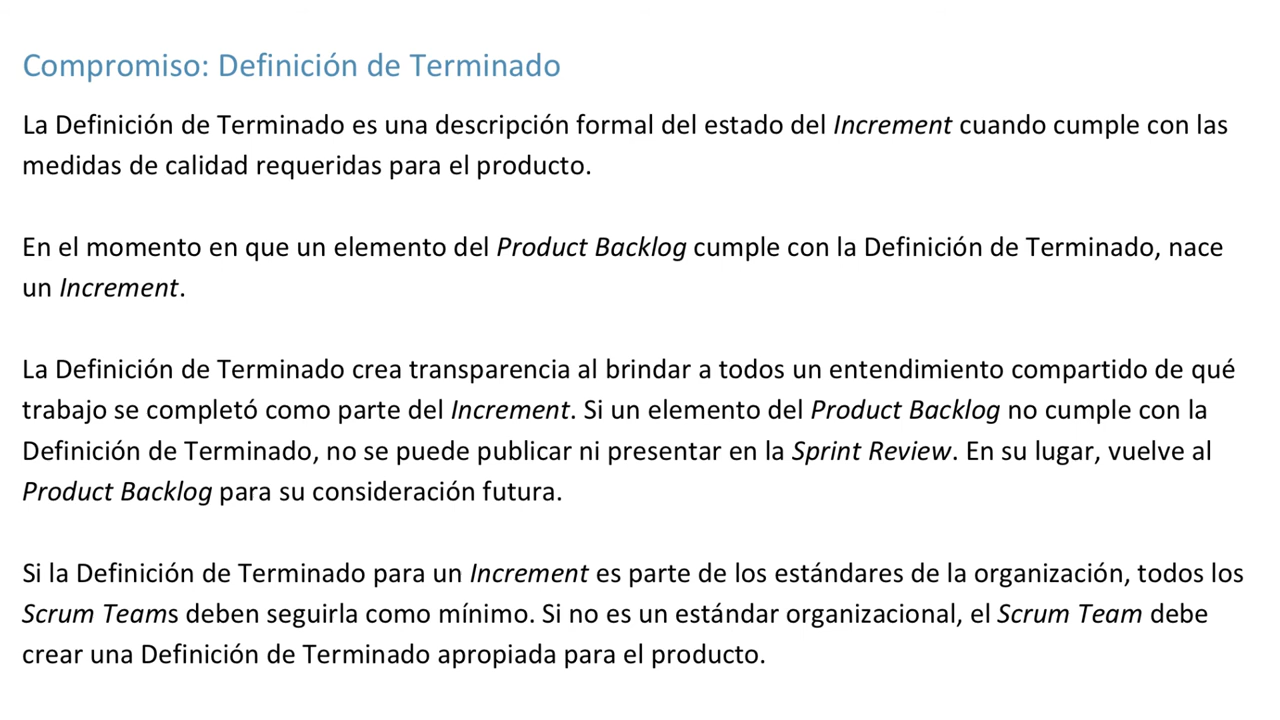 Compromiso: Definición de Terminado
La Definición de Terminado es una descripción formal del estado del Increment cuando cumple con las
medidas de calidad requeridas para el producto.
En el momento en que un elemento del Product Backlog cumple con la Definición de Terminado, nace
un Increment.
La Definición de Terminado crea transparencia al brindar a todos un entendimiento compartido de qué
trabajo se completó como parte del Increment. Si un elemento del Product Backlog no cumple con la
Definición de Terminado, no se puede publicar ni presentar en la Sprint Review. En su lugar, vuelve al
Product Backlog para su consideración futura.
Si la Definición de Terminado para un Increment es parte de los estándares de la organización, todos los
Scrum Teams deben seguirla como mínimo. Si no es un estándar organizacional, el Scrum Team debe
crear una Definición de Terminado apropiada para el producto.